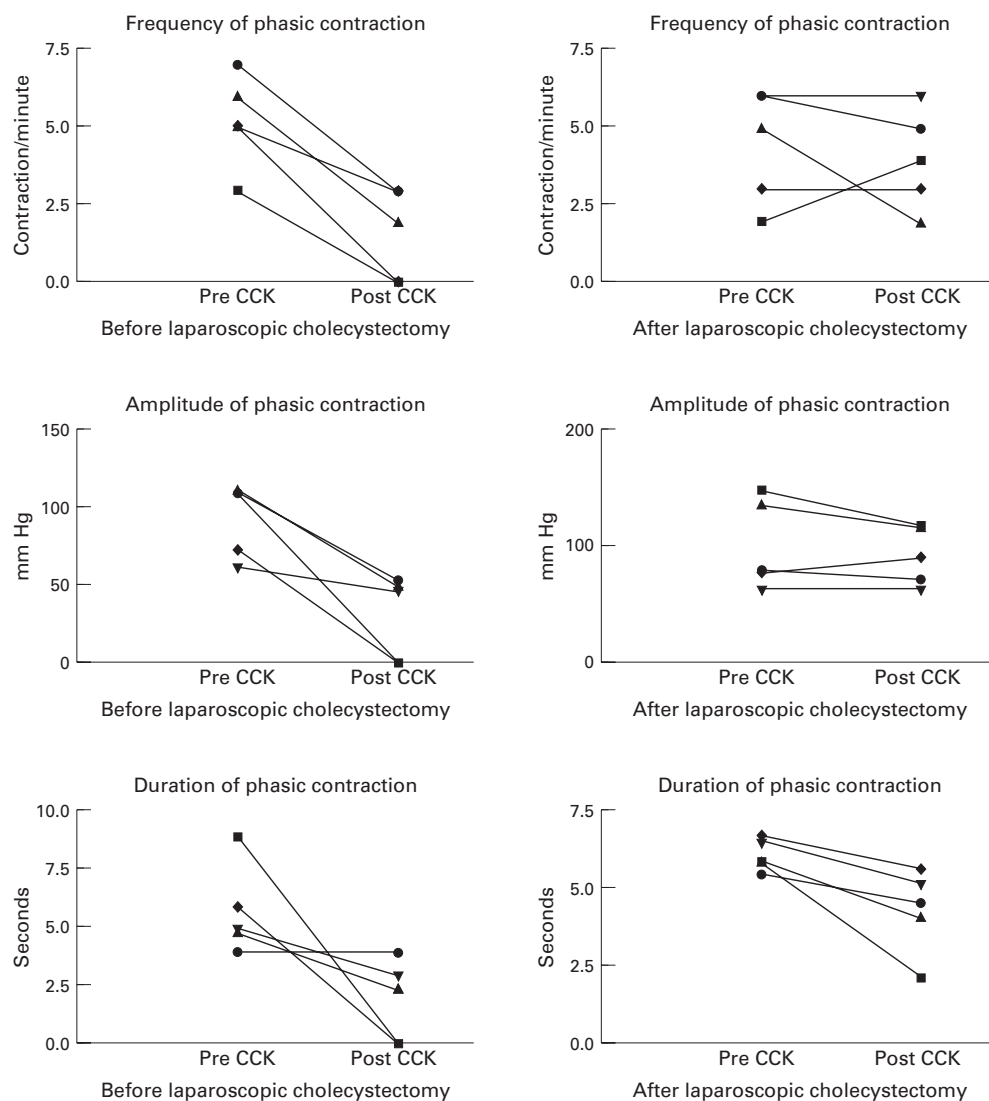 Frequency of phasic contraction
7.5
5.0
2.5
0.0
Contraction/minute
Pre CCK Post CCK
Before laparoscopic cholecystectomy
Frequency of phasic contraction
7.5
5.0
2.5
0.0
Contraction/minute
Pre CCK Post CCK
After laparoscopic cholecystectomy
Amplitude of phasic contraction
150
100
50
0
mm Hg
Pre CCK Post CCK
Before laparoscopic cholecystectomy
Amplitude of phasic contraction
200
100
0
mm Hg
Pre CCK Post CCK
After laparoscopic cholecystectomy
Duration of phasic contraction
10.0
7.5
5.0
2.5
0.0
Seconds
Pre CCK Post CCK
Before laparoscopic cholecystectomy
Duration of phasic contraction
7.5
5.0
2.5
0.0
Seconds
Pre CCK Post CCK
After laparoscopic cholecystectomy